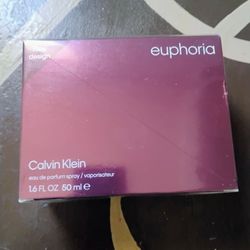 new
design
euphoria
Calvin Klein
eau de parfum spray / vaporisateur
1.6 FL OZ 50 ml ℮